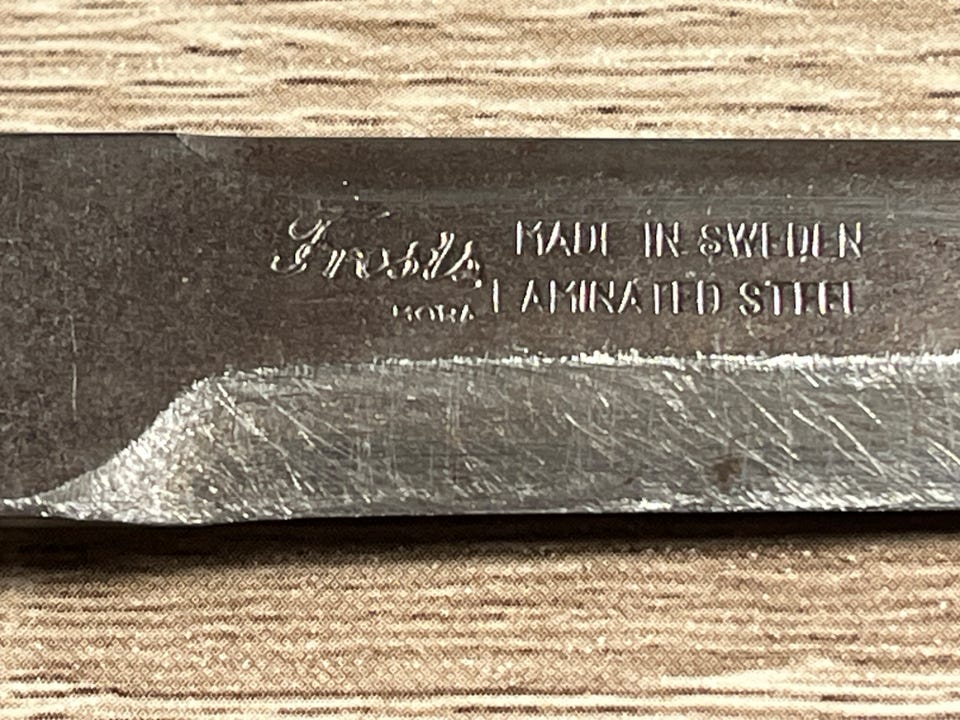 Frosts MADE IN SWEDEN
MORA LAMINATED STEEL